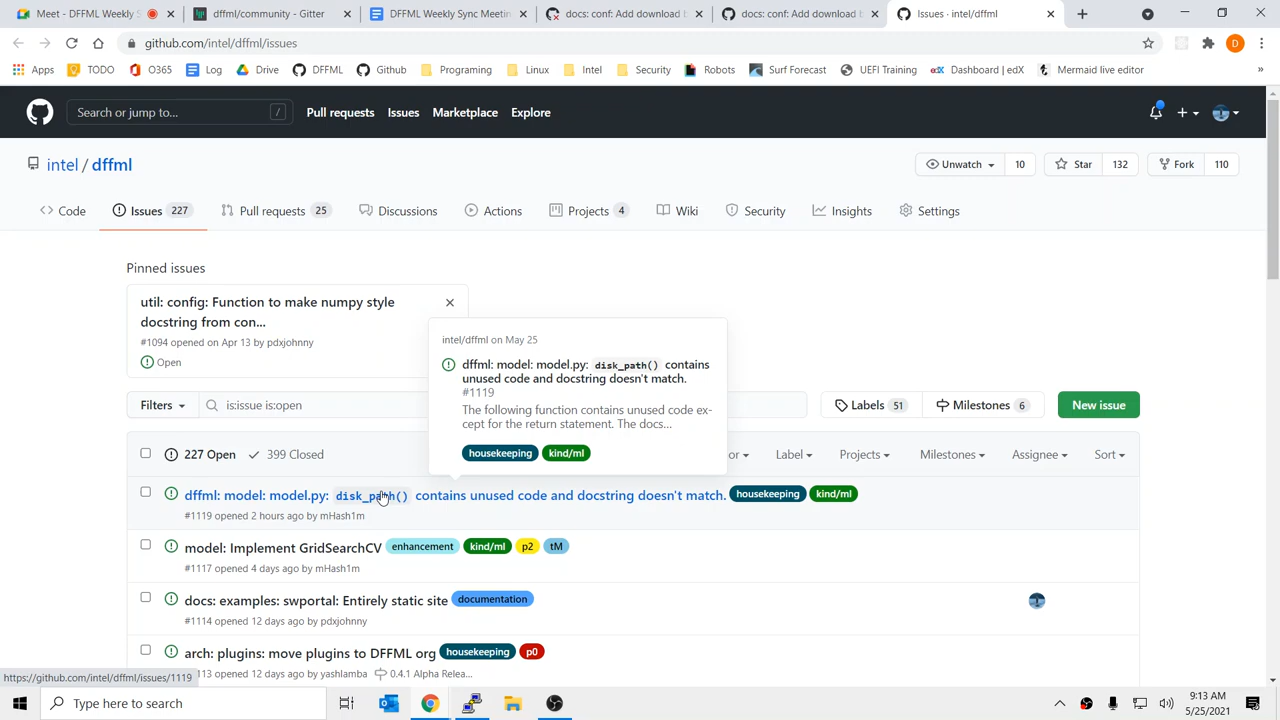 Meet - DFFML Weekly S
dffml/community - Gitter
DFFML Weekly Sync Meetin
docs: conf: Add download b
docs: conf: Add download b
Issues · intel/dffml
github.com/intel/dffml/issues
D
Apps
TODO
O365
Log
Drive
DFFML
Github
Programing
Linux
Intel
Security
Robots
Surf Forecast
UEFI Training
edX
Dashboard | edX
Mermaid live editor
»
Search or jump to...
/
Pull requests
Issues
Marketplace
Explore
intel / dffml
Unwatch
10
Star
132
Fork
110
Code
Issues 227
Pull requests 25
Discussions
Actions
Projects 4
Wiki
Security
Insights
Settings
Pinned issues
util: config: Function to make numpy style
docstring from con...
#1094 opened on Apr 13 by pdxjohnny
Open
intel/dffml on May 25
dffml: model: model.py: disk_path() contains
unused code and docstring doesn't match.
#1119
The following function contains unused code ex-
cept for the return statement. The docs...
housekeeping kind/ml
Filters
is:issue is:open
Labels 51
Milestones 6
New issue
227 Open
399 Closed
or
Label
Projects
Milestones
Assignee
Sort
dffml: model: model.py: disk_path() contains unused code and docstring doesn't match. housekeeping kind/ml
#1119 opened 2 hours ago by mHash1m
model: Implement GridSearchCV enhancement kind/ml p2 tM
#1117 opened 4 days ago by mHash1m
docs: examples: swportal: Entirely static site documentation
#1114 opened 12 days ago by pdxjohnny
arch: plugins: move plugins to DFFML org housekeeping p0
113 opened 12 days ago by yashlamba 0.4.1 Alpha Relea...
https://github.com/intel/dffml/issues/1119
Type here to search
9:13 AM
5/25/2021